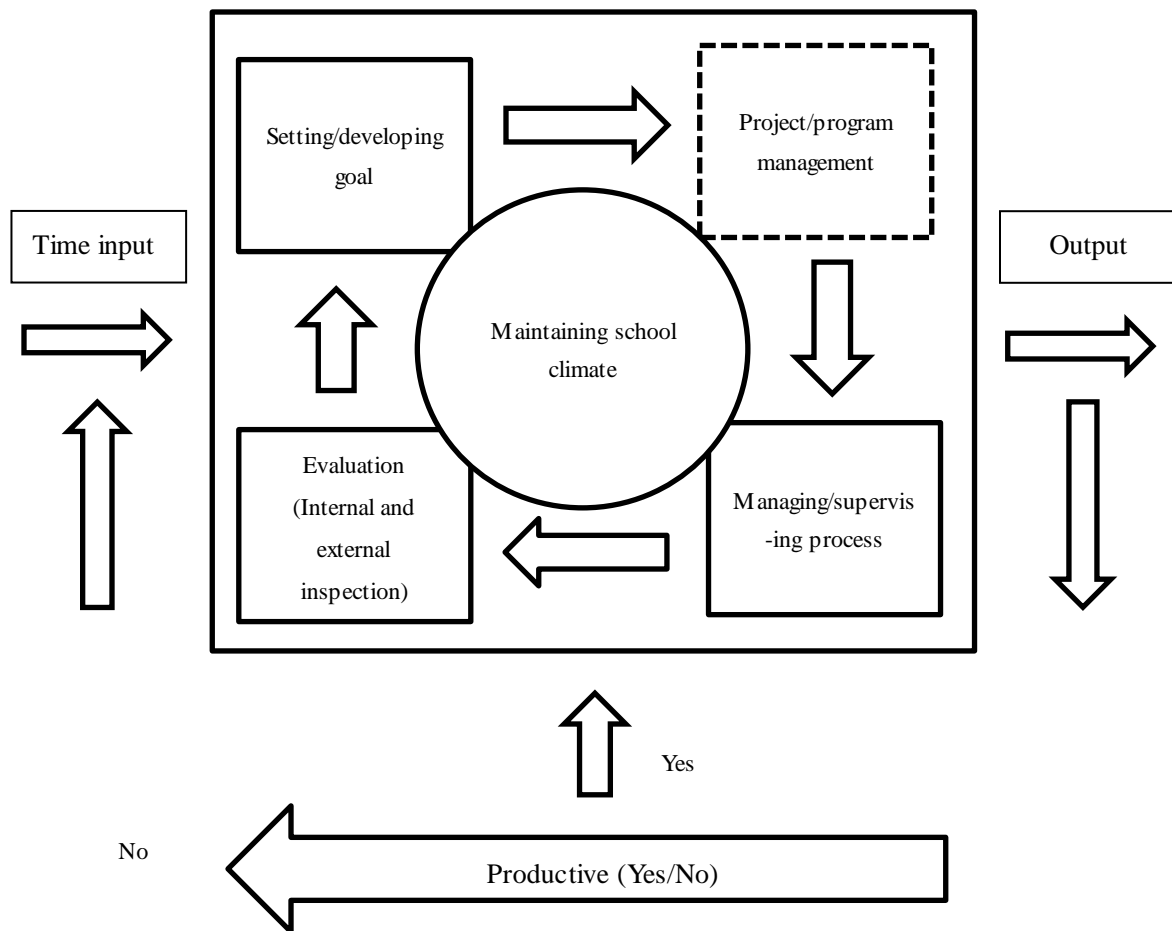 Setting/developing
goal
Project/program
management
Time input
Output
Maintaining school
climate
Evaluation
(Internal and
external
inspection)
Managing/supervis
-ing process
Yes
No
Productive (Yes/No)